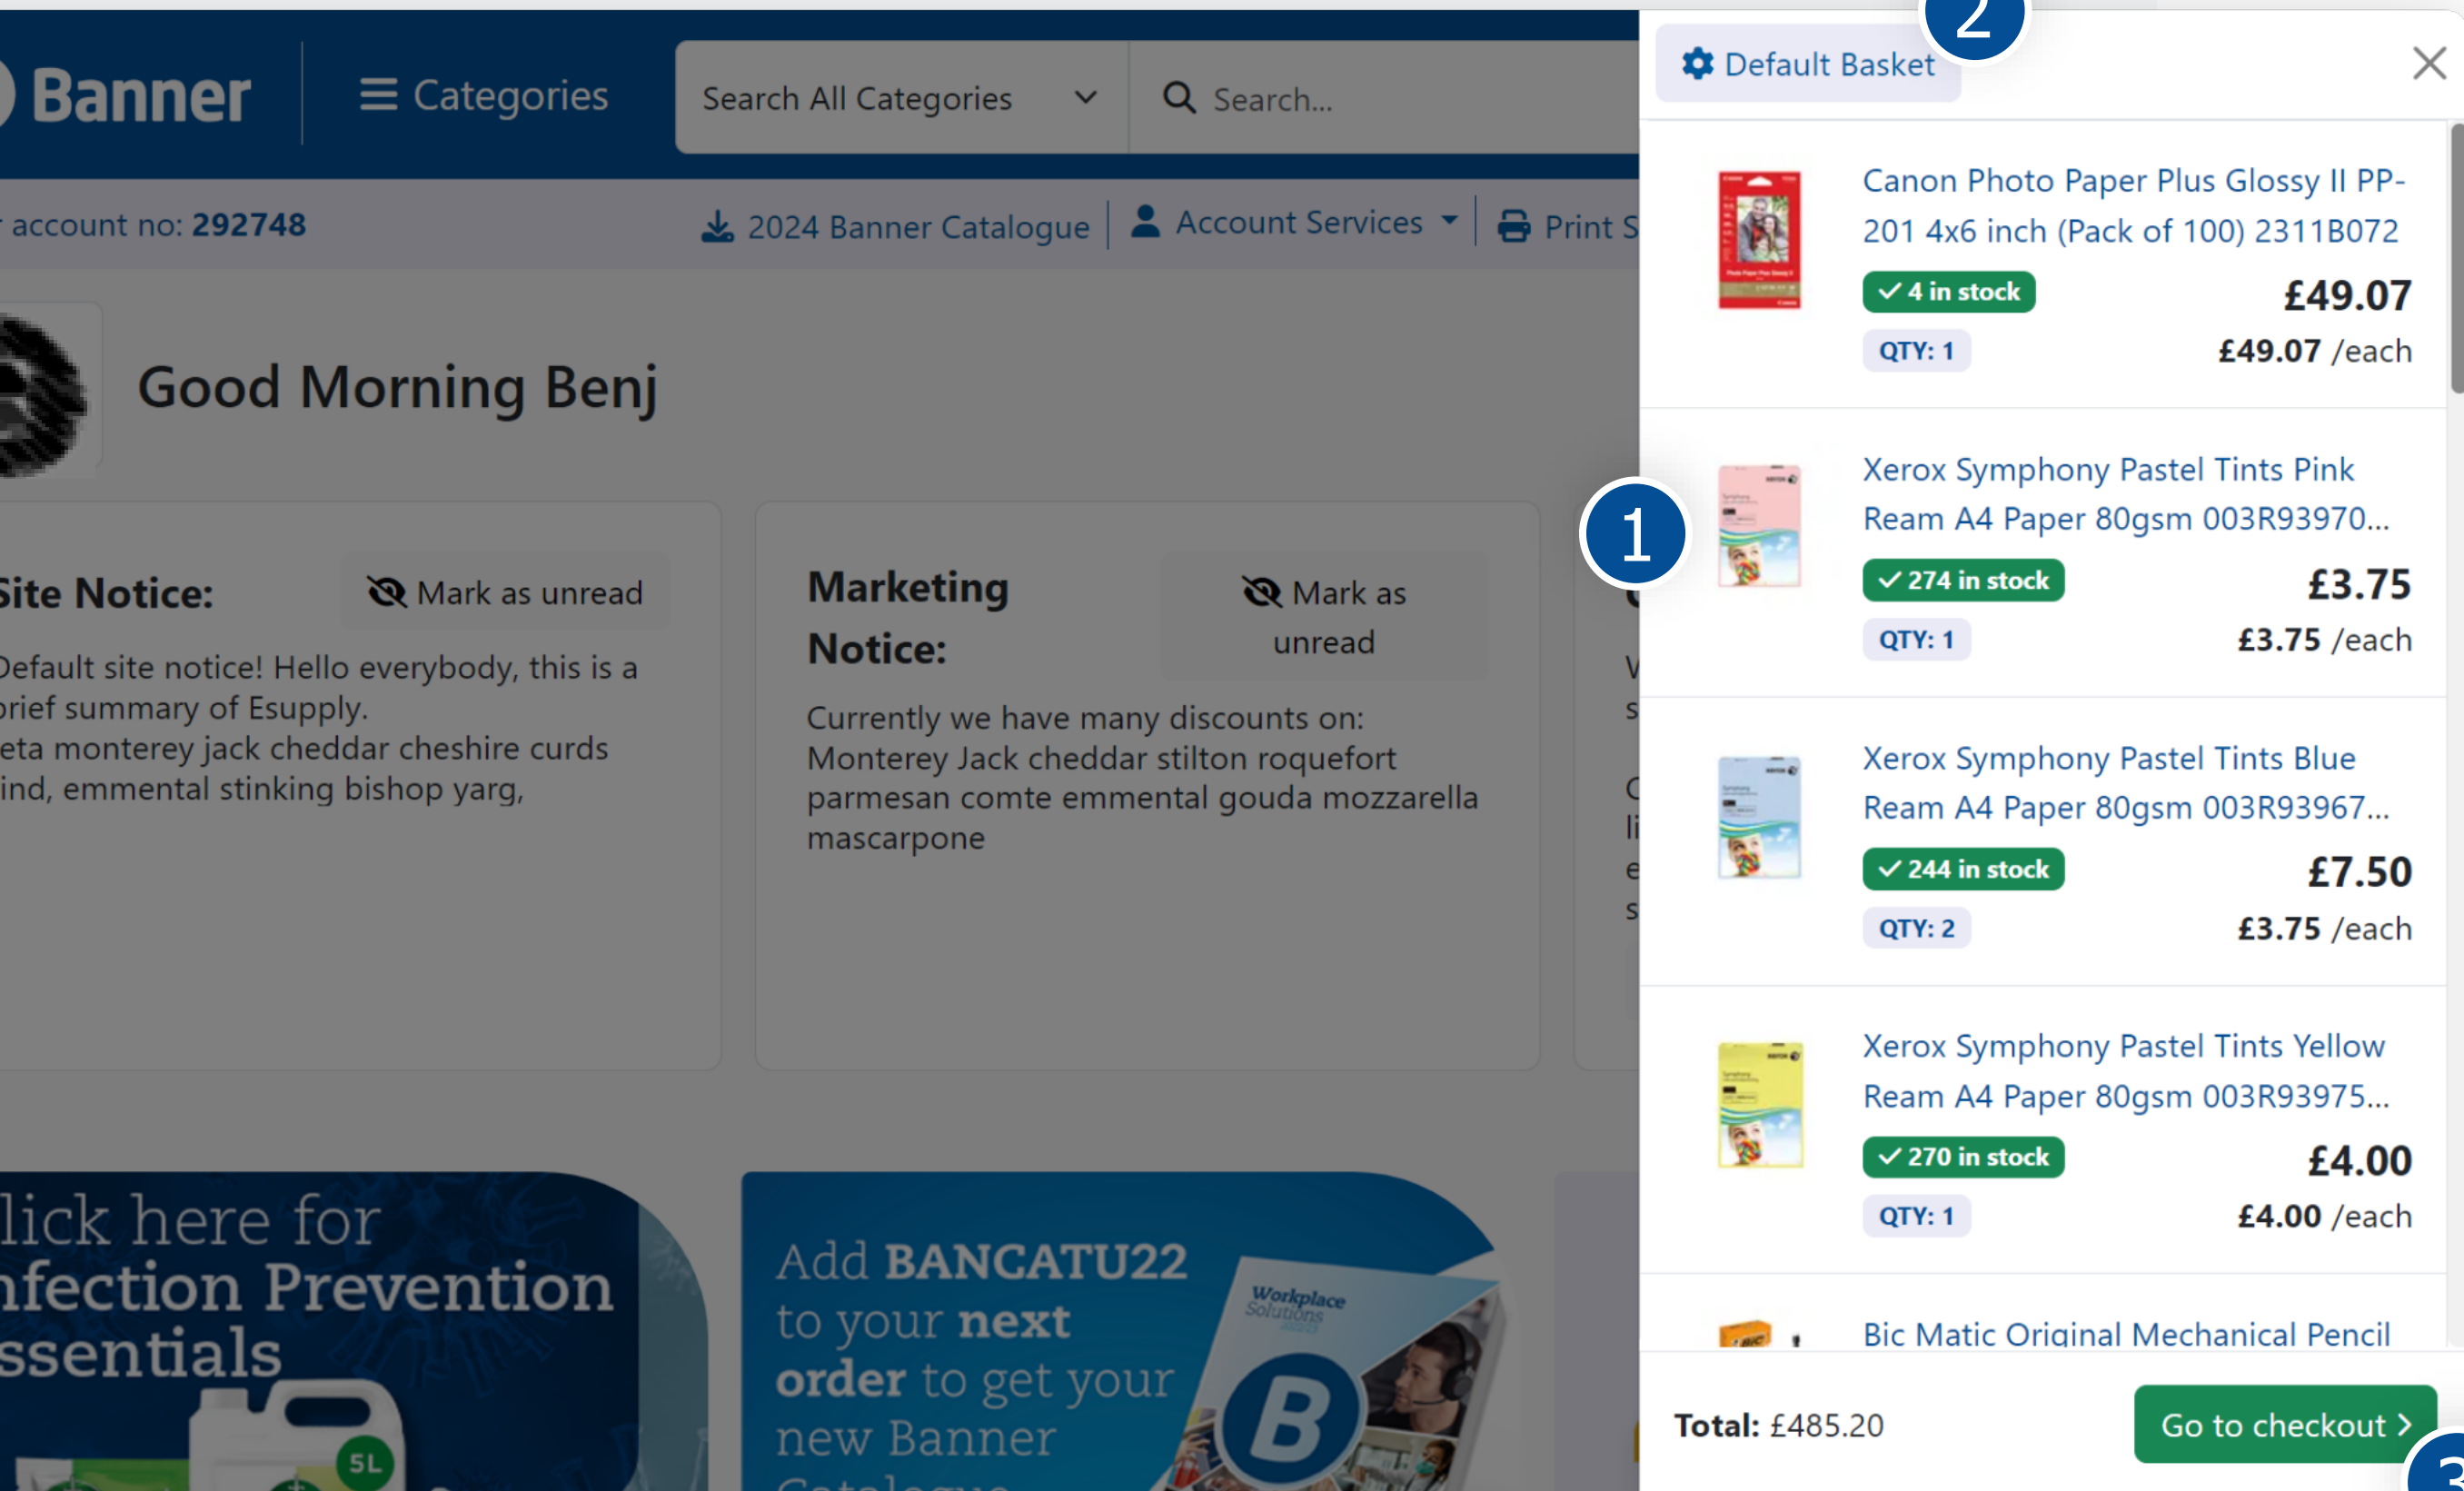 Banner
Categories
Search All Categories
Search...
account no: 292748
2024 Banner Catalogue
Account Services
Print S
Good Morning Benj
Site Notice:
Mark as unread
Default site notice! Hello everybody, this is a
brief summary of Esupply.
eta monterey jack cheddar cheshire curds
ind, emmental stinking bishop yarg,
Marketing
Notice:
Mark as
unread
Currently we have many discounts on:
Monterey Jack cheddar stilton roquefort
parmesan comte emmental gouda mozzarella
mascarpone
lick here for
nfection Prevention
ssentials
5L
Add BANCATU22
to your next
order to get your
new Banner
Catalogue
Workplace
Solutions
B
1
2
Default Basket
Canon Photo Paper Plus Glossy II PP-
201 4x6 inch (Pack of 100) 2311B072
4 in stock
£49.07
QTY: 1
£49.07 /each
Xerox Symphony Pastel Tints Pink
Ream A4 Paper 80gsm 003R93970...
274 in stock
£3.75
QTY: 1
£3.75 /each
Xerox Symphony Pastel Tints Blue
Ream A4 Paper 80gsm 003R93967...
244 in stock
£7.50
QTY: 2
£3.75 /each
Xerox Symphony Pastel Tints Yellow
Ream A4 Paper 80gsm 003R93975...
270 in stock
£4.00
QTY: 1
£4.00 /each
Bic Matic Original Mechanical Pencil
Total: £485.20
Go to checkout
3